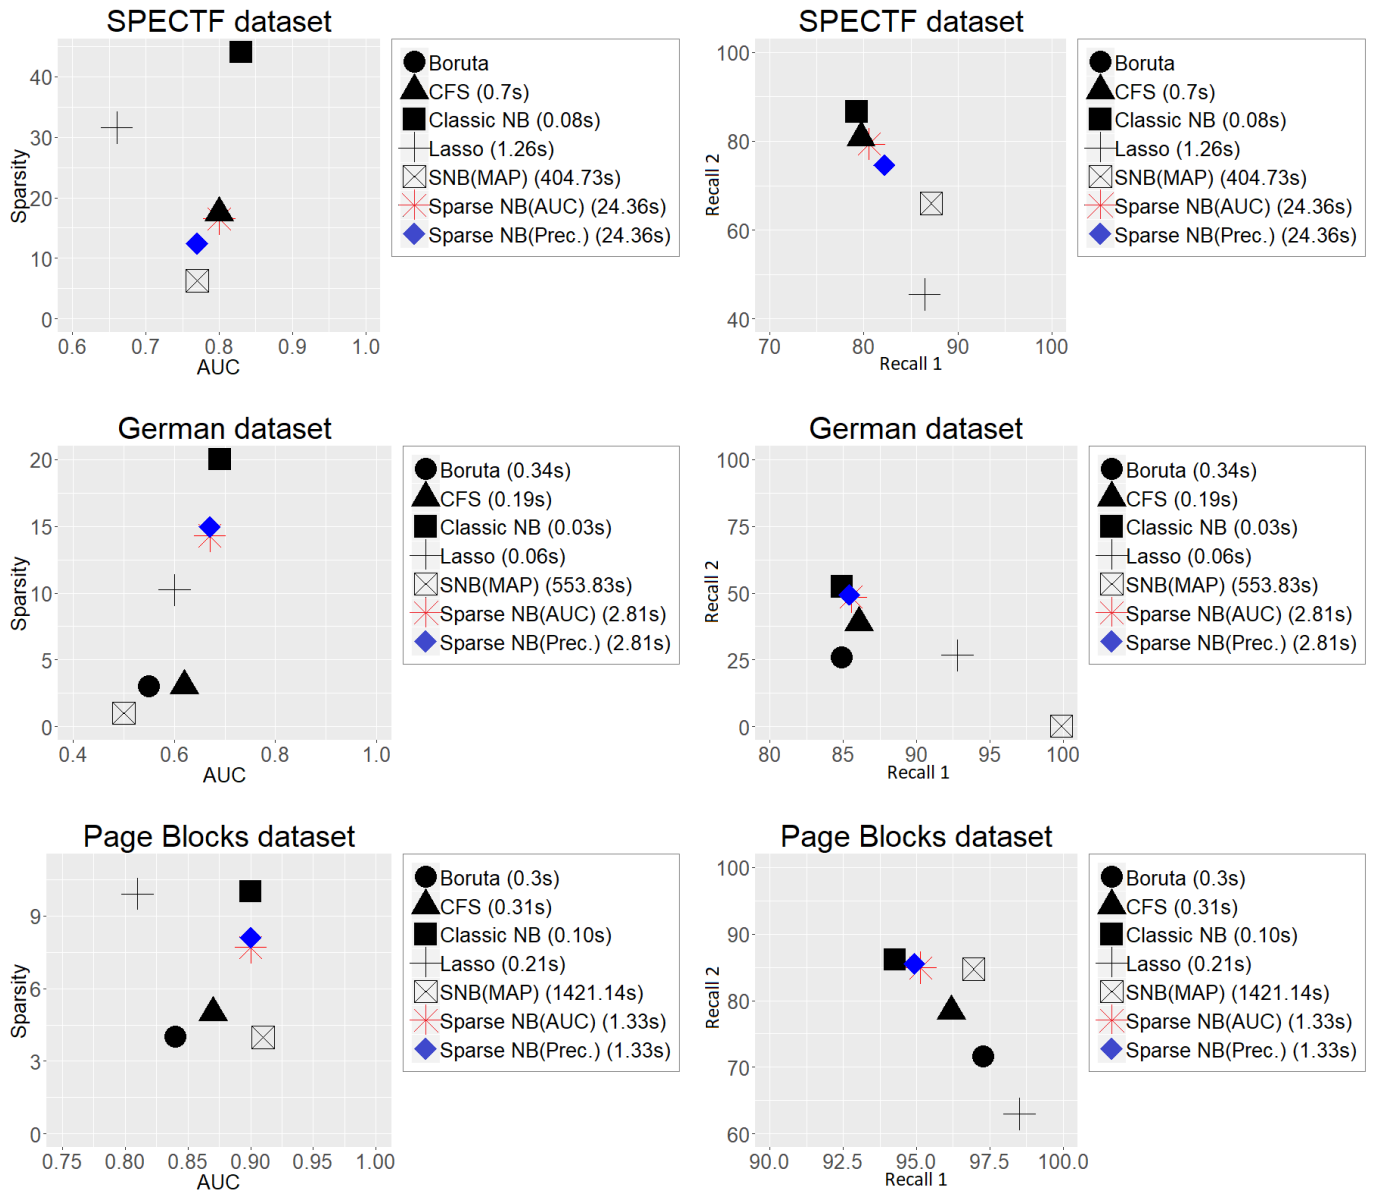 SPECTF dataset
40
30
20
10
0
Sparsity
0.6 0.7 0.8 0.9 1.0
AUC
Boruta
CFS (0.7s)
Classic NB (0.08s)
Lasso (1.26s)
SNB(MAP) (404.73s)
Sparse NB(AUC) (24.36s)
Sparse NB(Prec.) (24.36s)
SPECTF dataset
100
80
60
40
Recall 2
70 80 90 100
Recall 1
Boruta
CFS (0.7s)
Classic NB (0.08s)
Lasso (1.26s)
SNB(MAP) (404.73s)
Sparse NB(AUC) (24.36s)
Sparse NB(Prec.) (24.36s)
German dataset
20
15
10
5
0
Sparsity
0.4 0.6 0.8 1.0
AUC
Boruta (0.34s)
CFS (0.19s)
Classic NB (0.03s)
Lasso (0.06s)
SNB(MAP) (553.83s)
Sparse NB(AUC) (2.81s)
Sparse NB(Prec.) (2.81s)
German dataset
100
75
50
25
0
Recall 2
80 85 90 95 100
Recall 1
Boruta (0.34s)
CFS (0.19s)
Classic NB (0.03s)
Lasso (0.06s)
SNB(MAP) (553.83s)
Sparse NB(AUC) (2.81s)
Sparse NB(Prec.) (2.81s)
Page Blocks dataset
9
6
3
0
Sparsity
0.75 0.80 0.85 0.90 0.95 1.00
AUC
Boruta (0.3s)
CFS (0.31s)
Classic NB (0.10s)
Lasso (0.21s)
SNB(MAP) (1421.14s)
Sparse NB(AUC) (1.33s)
Sparse NB(Prec.) (1.33s)
Page Blocks dataset
100
90
80
70
60
Recall 2
90.0 92.5 95.0 97.5 100.0
Recall 1
Boruta (0.3s)
CFS (0.31s)
Classic NB (0.10s)
Lasso (0.21s)
SNB(MAP) (1421.14s)
Sparse NB(AUC) (1.33s)
Sparse NB(Prec.) (1.33s)